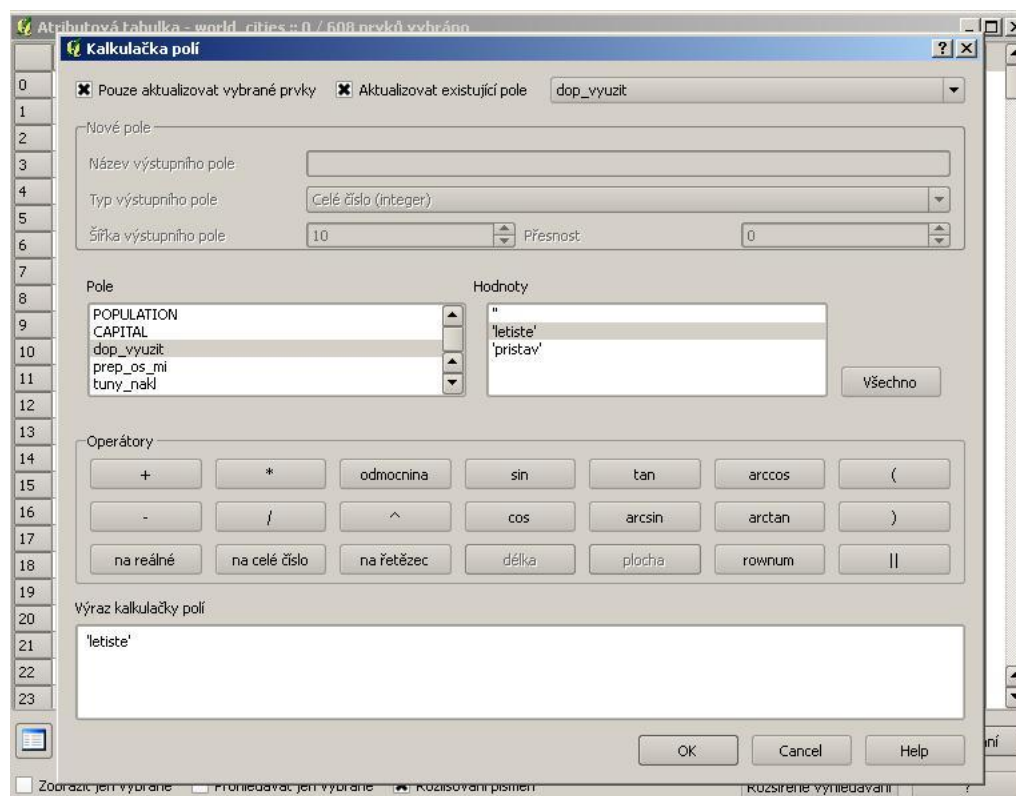 Atributová tabulka - world_cities :: 0 / 608 prvků vybráno
Kalkulačka polí
Pouze aktualizovat vybrané prvky Aktualizovat existující pole dop_vyuzit
Nové pole
Název výstupního pole
Typ výstupního pole Celé číslo (integer)
Šířka výstupního pole 10 Přesnost 0
Pole Hodnoty
POPULATION ''
CAPITAL 'letiste'
dop_vyuzit 'pristav'
prep_os_mi
tuny_nakl Všechno
Operátory
+ * odmocnina sin tan arccos (
- / ^ cos arcsin arctan )
na reálné na celé číslo na řetězec délka plocha rownum ||
Výraz kalkulačky polí
'letiste'
OK Cancel Help
ní
Zobrazit jen vybrané Prohledávat jen vybrané Rozlišování písmen Rozšířené vyhledávání ?
0
1
2
3
4
5
6
7
8
9
10
11
12
13
14
15
16
17
18
19
20
21
22
23